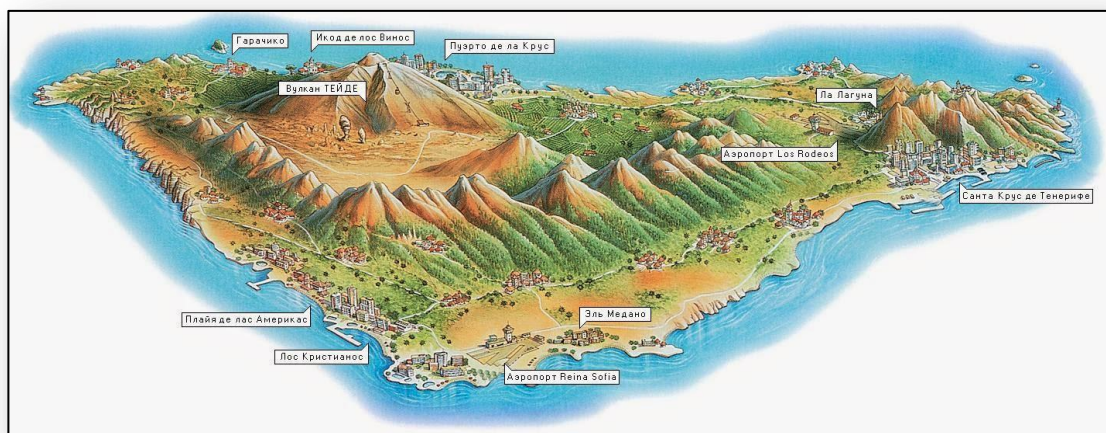 Гарачико
Икод де лос Винос
Пуэрто де ла Крус
Вулкан ТЕЙДЕ
Ла Лагуна
Аэропорт Los Rodeos
Санта Крус де Тенерифе
Плайя де лас Америкас
Эль Медано
Лос Кристианос
Аэропорт Reina Sofia